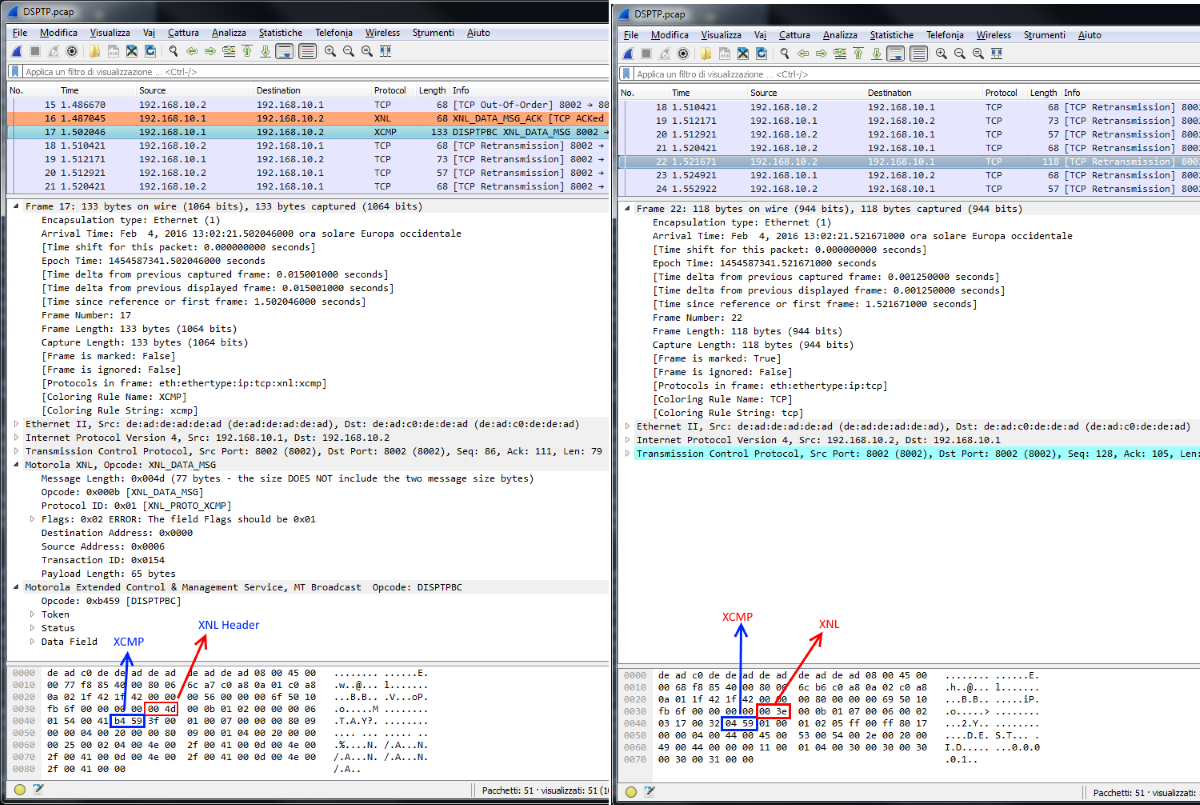 DSPTP.pcap
File Modifica Visualizza Vai Cattura Analizza Statistiche Telefonia Wireless Strumenti Aiuto
Applica un filtro di visualizzazione ... <Ctrl-/>
No. Time Source Destination Protocol Length Info
15 1.486670 192.168.10.2 192.168.10.1 TCP 68 [TCP Out-Of-Order] 8002 → 80
16 1.487045 192.168.10.1 192.168.10.2 XNL 68 XNL_DATA_MSG_ACK [TCP ACKed
17 1.502046 192.168.10.1 192.168.10.2 XCMP 133 DISPTPBC XNL_DATA_MSG 8002 →
18 1.510421 192.168.10.2 192.168.10.1 TCP 68 [TCP Retransmission] 8002 →
19 1.512171 192.168.10.2 192.168.10.1 TCP 73 [TCP Retransmission] 8002 →
20 1.512921 192.168.10.2 192.168.10.1 TCP 57 [TCP Retransmission] 8002 →
21 1.520421 192.168.10.2 192.168.10.1 TCP 68 [TCP Retransmission] 8002 →
Frame 17: 133 bytes on wire (1064 bits), 133 bytes captured (1064 bits)
Encapsulation type: Ethernet (1)
Arrival Time: Feb  4, 2016 13:02:21.502046000 ora solare Europa occidentale
[Time shift for this packet: 0.000000000 seconds]
Epoch Time: 1454587341.502046000 seconds
[Time delta from previous captured frame: 0.015001000 seconds]
[Time delta from previous displayed frame: 0.015001000 seconds]
[Time since reference or first frame: 1.502046000 seconds]
Frame Number: 17
Frame Length: 133 bytes (1064 bits)
Capture Length: 133 bytes (1064 bits)
[Frame is marked: False]
[Frame is ignored: False]
[Protocols in frame: eth:ethertype:ip:tcp:xnl:xcmp]
[Coloring Rule Name: XCMP]
[Coloring Rule String: xcmp]
Ethernet II, Src: de:ad:de:ad:de:ad (de:ad:de:ad:de:ad), Dst: de:ad:c0:de:de:ad (de:ad:c0:de:de:ad)
Internet Protocol Version 4, Src: 192.168.10.1, Dst: 192.168.10.2
Transmission Control Protocol, Src Port: 8002 (8002), Dst Port: 8002 (8002), Seq: 86, Ack: 111, Len: 79
Motorola XNL, Opcode: XNL_DATA_MSG
Message Length: 0x004d (77 bytes - the size DOES NOT include the two message size bytes)
Opcode: 0x000b [XNL_DATA_MSG]
Protocol ID: 0x01 [XNL_PROTO_XCMP]
Flags: 0x02 ERROR: The field Flags should be 0x01
Destination Address: 0x0000
Source Address: 0x0006
Transaction ID: 0x0154
Payload Length: 65 bytes
Motorola Extended Control & Management Service, MT Broadcast  Opcode: DISPTPBC
Opcode: 0xb459 [DISPTPBC]
Token
Status
Data Field
XNL Header
XCMP
0000 de ad c0 de de ad de ad de ad de ad 08 00 45 00 ........ ......E.
0010 00 77 f8 85 40 00 80 06 6c a7 c0 a8 0a 01 c0 a8 .w..@... l.......
0020 0a 02 1f 42 1f 42 00 00 00 56 00 00 00 6f 50 10 ...B.B.. .V...oP.
0030 fb 6f 00 00 00 00 00 4d 00 0b 01 02 00 00 00 06 .o.....M ........
0040 01 54 00 41 b4 59 3f 00 01 00 07 00 00 00 80 09 .T.A.Y?. ........
0050 00 04 00 20 00 00 80 09 00 01 04 00 20 00 00 ... .... .... ..
0060 00 25 00 02 04 00 4e 00 2f 00 41 00 0d 00 4e 00 .%....N. /.A...N.
0070 2f 00 41 00 0d 00 4e 00 2f 00 41 00 0d 00 4e 00 /.A...N. /.A...N.
0080 2f 00 41 00 00 /.A..
Pacchetti: 51 · visualizzati: 51 (10
DSPTP.pcap
File Modifica Visualizza Vai Cattura Analizza Statistiche Telefonia Wireless Strumenti Aiuto
Applica un filtro di visualizzazione ... <Ctrl-/>
No. Time Source Destination Protocol Length Info
18 1.510421 192.168.10.2 192.168.10.1 TCP 68 [TCP Retransmission] 8002
19 1.512171 192.168.10.2 192.168.10.1 TCP 73 [TCP Retransmission] 8002
20 1.512921 192.168.10.2 192.168.10.1 TCP 57 [TCP Retransmission] 8002
21 1.520421 192.168.10.2 192.168.10.1 TCP 68 [TCP Retransmission] 8002
22 1.521671 192.168.10.2 192.168.10.1 TCP 118 [TCP Retransmission] 8002
23 1.524921 192.168.10.2 192.168.10.1 TCP 68 [TCP Retransmission] 8002
24 1.552922 192.168.10.2 192.168.10.1 TCP 57 [TCP Retransmission] 8002
Frame 22: 118 bytes on wire (944 bits), 118 bytes captured (944 bits)
Encapsulation type: Ethernet (1)
Arrival Time: Feb  4, 2016 13:02:21.521671000 ora solare Europa occidentale
[Time shift for this packet: 0.000000000 seconds]
Epoch Time: 1454587341.521671000 seconds
[Time delta from previous captured frame: 0.001250000 seconds]
[Time delta from previous displayed frame: 0.001250000 seconds]
[Time since reference or first frame: 1.521671000 seconds]
Frame Number: 22
Frame Length: 118 bytes (944 bits)
Capture Length: 118 bytes (944 bits)
[Frame is marked: True]
[Frame is ignored: False]
[Protocols in frame: eth:ethertype:ip:tcp]
[Coloring Rule Name: TCP]
[Coloring Rule String: tcp]
Ethernet II, Src: de:ad:de:ad:de:ad (de:ad:de:ad:de:ad), Dst: de:ad:c0:de:de:ad (de:ad:c0:de:de:ad)
Internet Protocol Version 4, Src: 192.168.10.2, Dst: 192.168.10.1
Transmission Control Protocol, Src Port: 8002 (8002), Dst Port: 8002 (8002), Seq: 128, Ack: 105, Len:
XCMP
XNL
0000 de ad c0 de de ad de ad de ad de ad 08 00 45 00 ........ ......E.
0010 00 68 f8 85 40 00 80 06 6c b6 c0 a8 0a 02 c0 a8 .h..@... l.......
0020 0a 01 1f 42 1f 42 00 00 00 80 00 00 00 69 50 10 ...B.B.. .....iP.
0030 fb 6f 00 00 00 00 00 3e 00 0b 01 07 00 06 00 02 .o.....> ........
0040 03 17 00 32 04 59 01 00 01 02 05 ff 00 ff 80 17 ...2.Y.. ........
0050 00 00 04 00 44 00 45 00 53 00 54 00 2e 00 20 00 ....D.E. S.T... .
0060 49 00 44 00 00 00 11 00 01 04 00 30 00 30 00 30 I.D..... ...0.0.0
0070 00 30 00 31 00 00 .0.1..
Pacchetti: 51 · visualizzati: 51